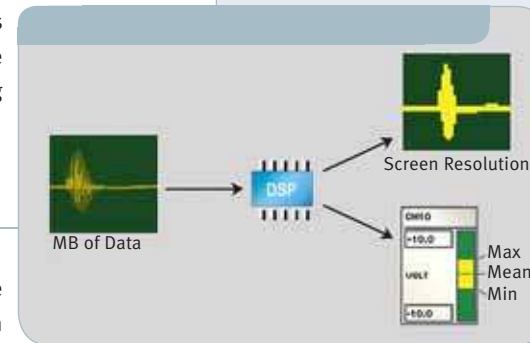 s
e
g
e
n
MB of Data
DSP
Screen Resolution
CH10
-10.0
VOLT
-10.0
Max
Mean
Min